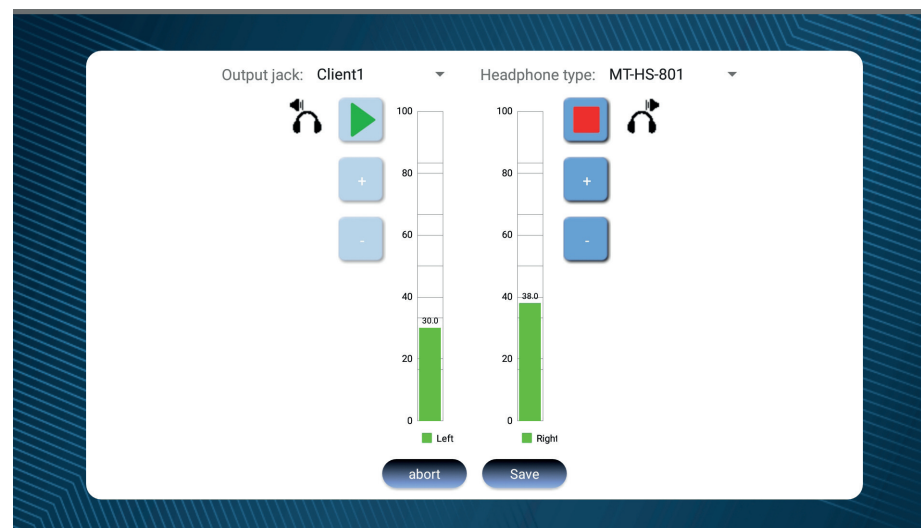 Output jack: Client1 Headphone type: MT-HS-801
100 100
+ 80 80 +
- 60 60 -
40 40 38.0
30.0
20 20
0 0
Left Right
abort Save